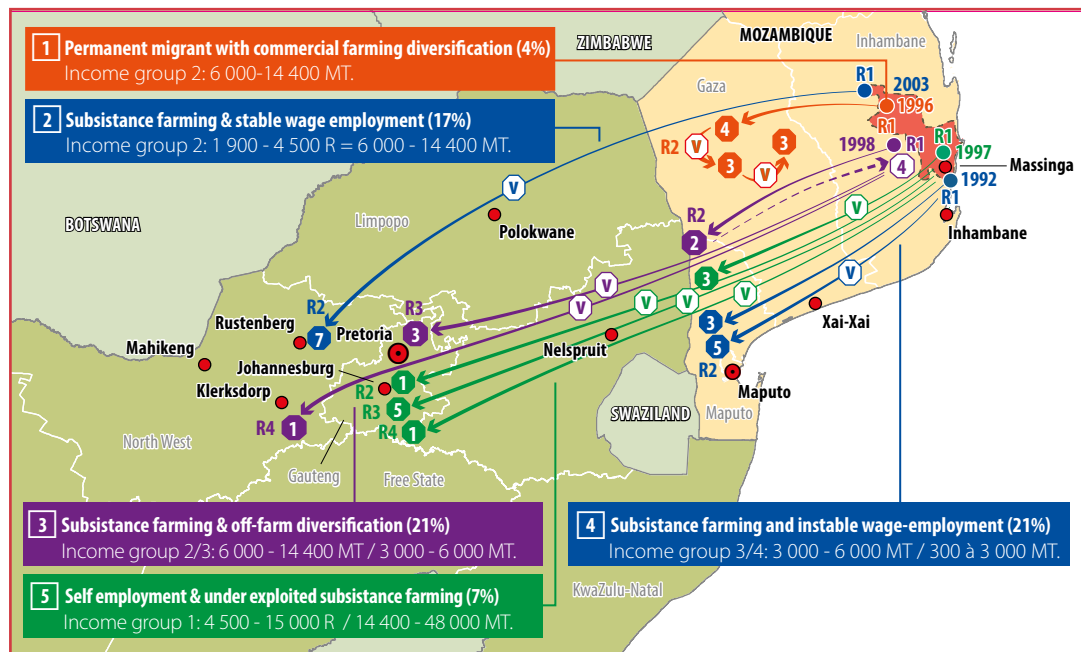 ZIMBABWE
MOZAMBIQUE
Inhambane
1 Permanent migrant with commercial farming diversification (4%)
Income group 2: 6 000-14 400 MT.
R1
2003
Gaza
1996
R1
2 Subsistance farming & stable wage employment (17%)
Income group 2: 1 900 - 4 500 R = 6 000 - 14 400 MT.
4
R2
V
3
3
V
1998
R1
4
R1
1997
Massinga
1992
R1
Inhambane
BOTSWANA
Limpopo
V
Polokwane
R2
2
V
3
V
V
V
V
V
V
3
5
R2
Xai-Xai
R2
7
R3
3
Rustenberg
Pretoria
Mahikeng
Johannesburg
Nelspruit
Klerksdorp
R2
1
R3
5
R4
1
R4
1
Maputo
SWAZILAND
Maputo
North West
Gauteng
Free State
3 Subsistance farming & off-farm diversification (21%)
Income group 2/3: 6 000 - 14 400 MT / 3 000 - 6 000 MT.
4 Subsistance farming and instable wage-employment (21%)
Income group 3/4: 3 000 - 6 000 MT / 300 à 3 000 MT.
5 Self employment & under exploited subsistance farming (7%)
Income group 1: 4 500 - 15 000 R / 14 400 - 48 000 MT.
KwaZulu-Natal